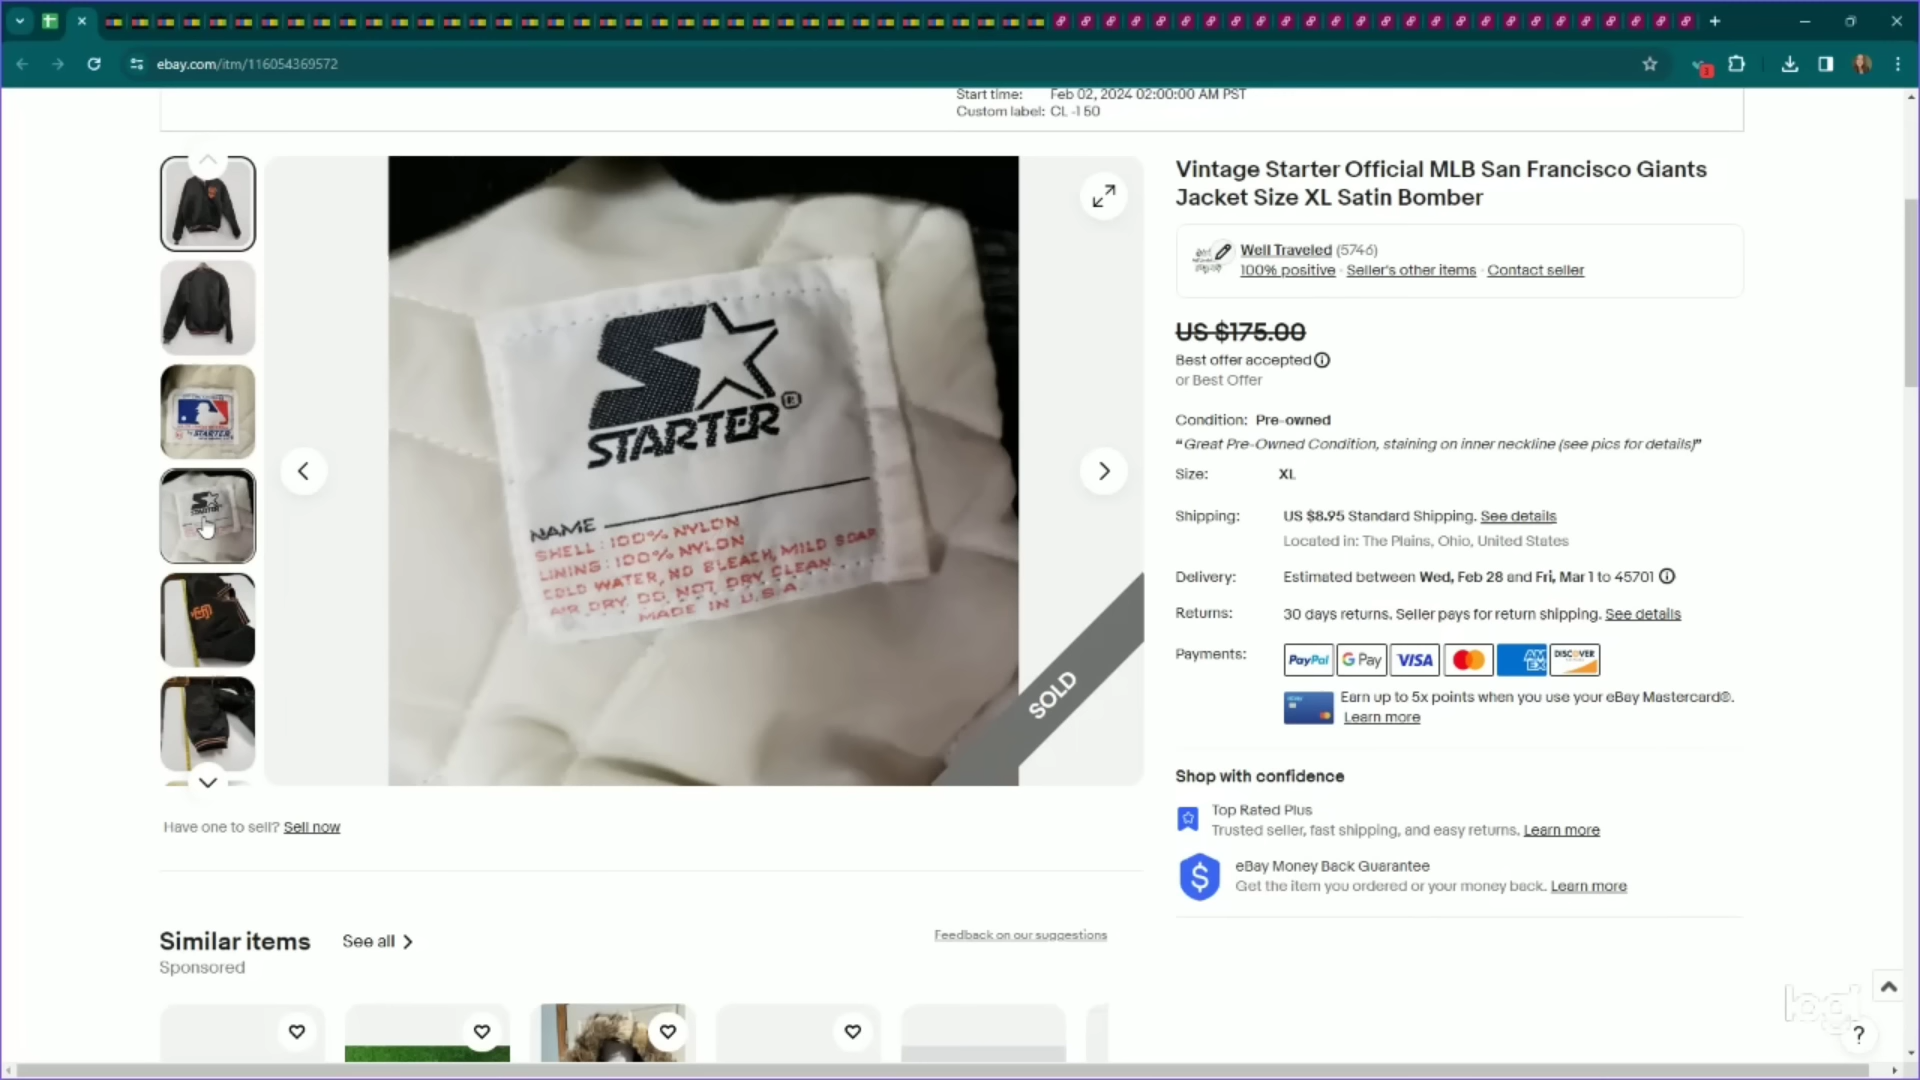 ebay.com/itm/116054369572
Start time: Feb 02, 2024 02:00:00 AM PST
Custom label: CL -150
Vintage Starter Official MLB San Francisco Giants
Jacket Size XL Satin Bomber
Well Traveled (5746)
100% positive · Seller's other items · Contact seller
US $175.00
Best offer accepted
or Best Offer
Condition: Pre-owned
“Great Pre-Owned Condition, staining on inner neckline (see pics for details)”
Size: XL
Shipping: US $8.95 Standard Shipping. See details
Located in: The Plains, Ohio, United States
Delivery: Estimated between Wed, Feb 28 and Fri, Mar 1 to 45701
Returns: 30 days returns. Seller pays for return shipping. See details
Payments: PayPal G Pay VISA AM EX DISCOVER
Earn up to 5x points when you use your eBay Mastercard®.
Learn more
Shop with confidence
Top Rated Plus
Trusted seller, fast shipping, and easy returns. Learn more
eBay Money Back Guarantee
Get the item you ordered or your money back. Learn more
S
STARTER®
NAME
SHELL: 100% NYLON
LINING: 100% NYLON
COLD WATER, NO BLEACH, MILD SOAP
AIR DRY. DO NOT DRY CLEAN
MADE IN U.S.A.
SOLD
Have one to sell? Sell now
Similar items See all
Sponsored
Feedback on our suggestions
logi
?